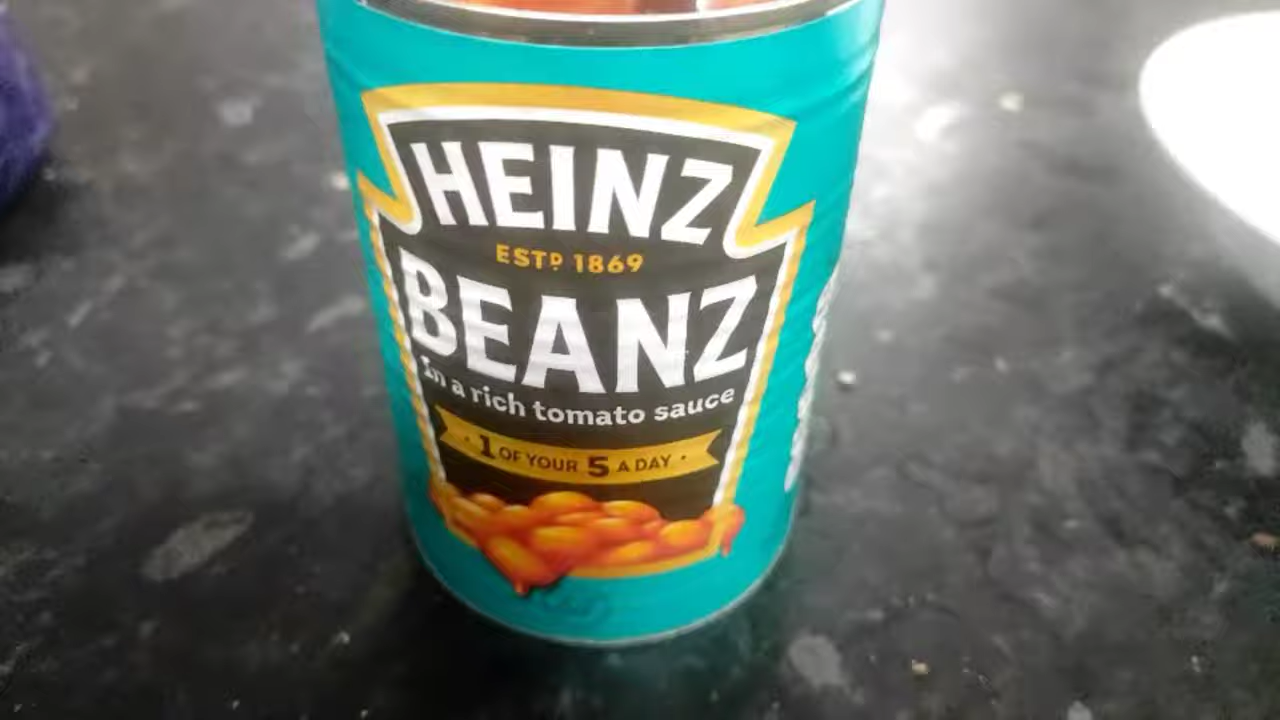 HEINZ
ESTD 1869
BEANZ
In a rich tomato sauce
· 1 OF YOUR 5 A DAY ·